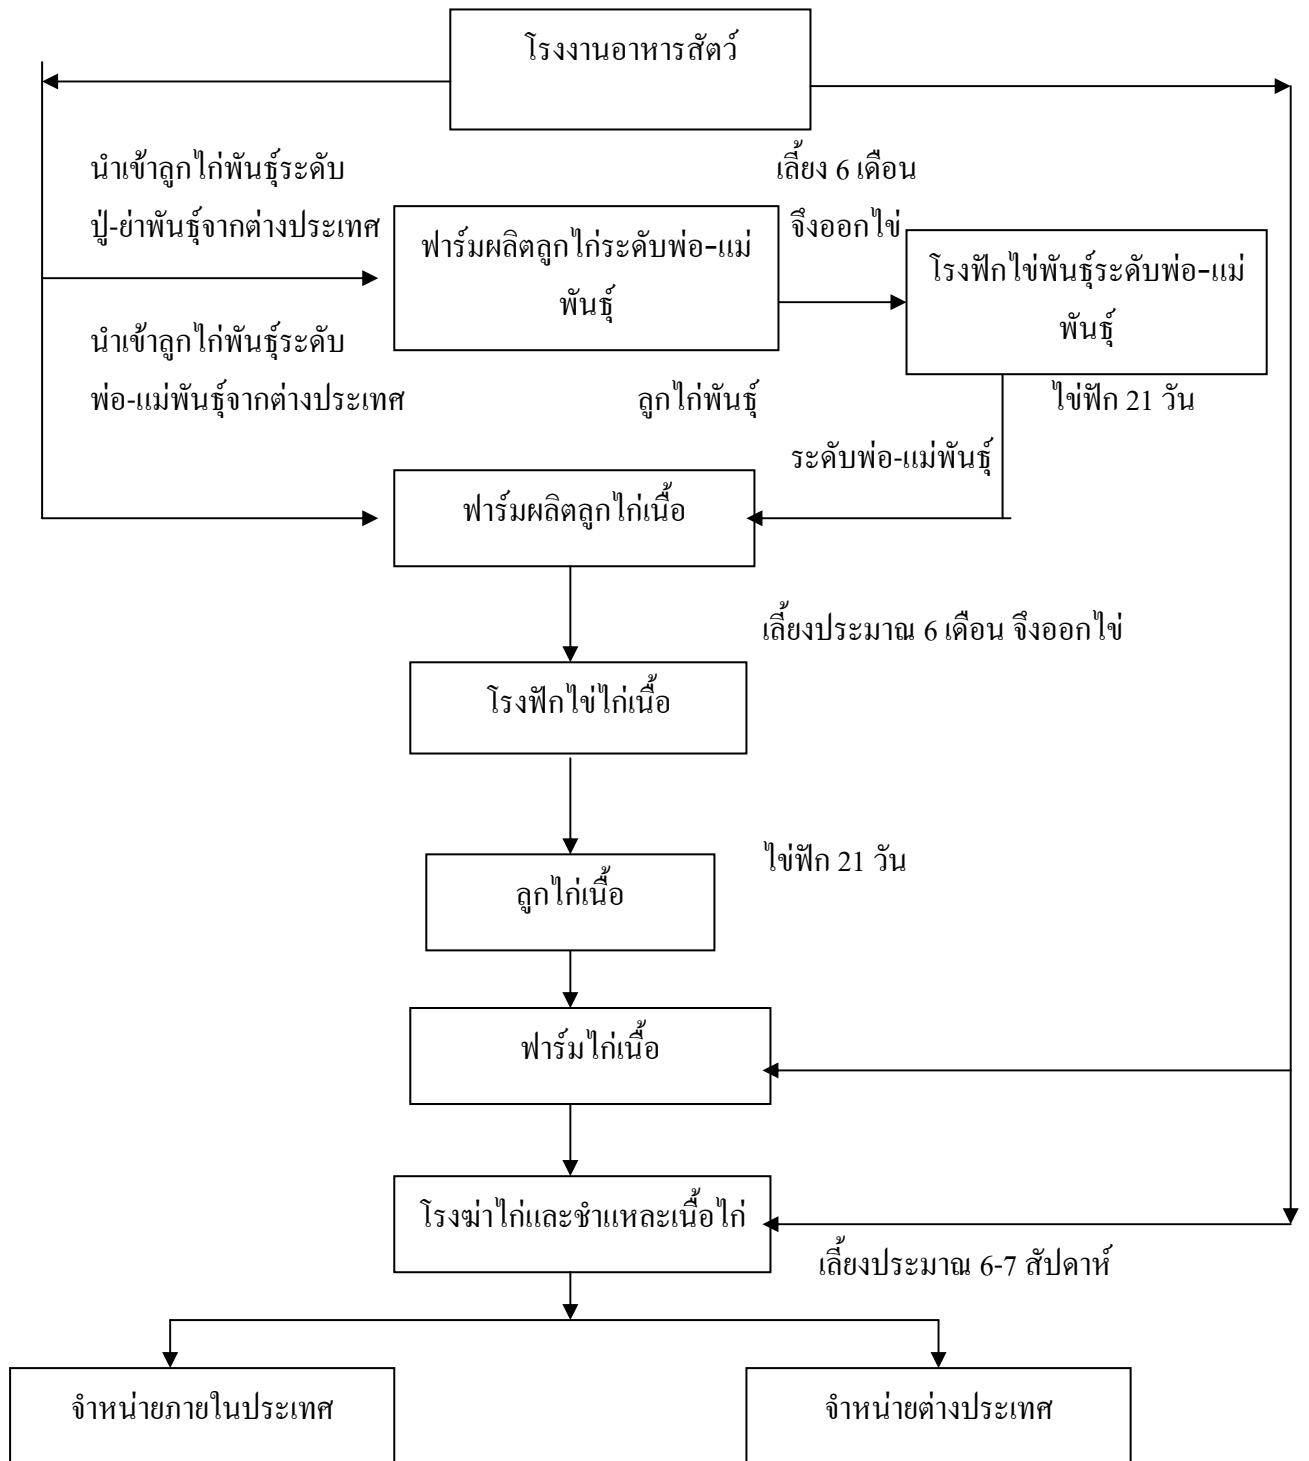 โรงงานอาหารสัตว์
นำเข้าลูกไก่พันธุ์ระดับ
ปู่-ย่าพันธุ์จากต่างประเทศ
เลี้ยง 6 เดือน
จึงออกไข่
ฟาร์มผลิตลูกไก่ระดับพ่อ-แม่
พันธุ์
โรงฟักไข่พันธุ์ระดับพ่อ-แม่
พันธุ์
นำเข้าลูกไก่พันธุ์ระดับ
พ่อ-แม่พันธุ์จากต่างประเทศ
ลูกไก่พันธุ์
ระดับพ่อ-แม่พันธุ์
ไข่ฟัก 21 วัน
ฟาร์มผลิตลูกไก่เนื้อ
เลี้ยงประมาณ 6 เดือน จึงออกไข่
โรงฟักไข่ไก่เนื้อ
ไข่ฟัก 21 วัน
ลูกไก่เนื้อ
ฟาร์มไก่เนื้อ
โรงฆ่าไก่และชำแหละเนื้อไก่
เลี้ยงประมาณ 6-7 สัปดาห์
จำหน่ายภายในประเทศ
จำหน่ายต่างประเทศ